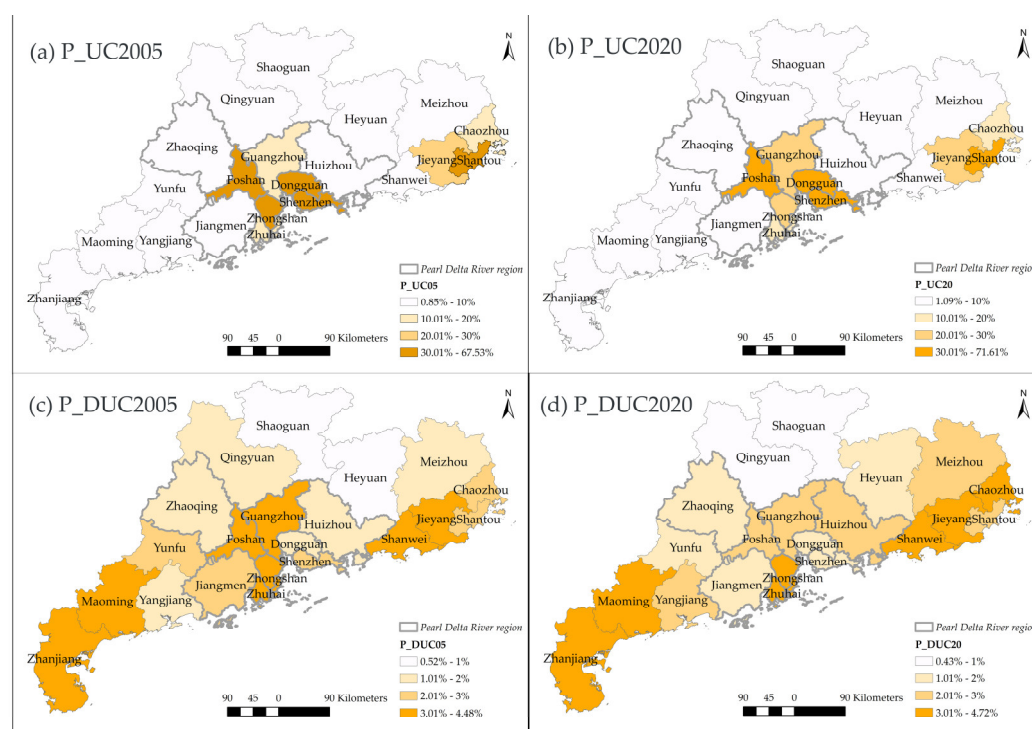 (a) P_UC2005
N
Shaoguan
Qingyuan
Meizhou
Heyuan
Chaozhou
Zhaoqing
Guangzhou
Huizhou
JieyangShantou
Foshan
Dongguan
Shanwei
Yunfu
Shenzhen
Jiangmen
Zhongshan
Zhuhai
Maoming
Yangjiang
Zhanjiang
Pearl Delta River region
P_UC05
0.85% - 10%
10.01% - 20%
20.01% - 30%
30.01% - 67.53%
90 45 0 90 Kilometers
(b) P_UC2020
N
Shaoguan
Qingyuan
Meizhou
Heyuan
Chaozhou
Zhaoqing
Guangzhou
Huizhou
JieyangShantou
Foshan
Dongguan
Shanwei
Yunfu
Shenzhen
Jiangmen
Zhongshan
Zhuhai
Maoming
Yangjiang
Zhanjiang
Pearl Delta River region
P_UC20
1.09% - 10%
10.01% - 20%
20.01% - 30%
30.01% - 71.61%
90 45 0 90 Kilometers
(c) P_DUC2005
N
Shaoguan
Qingyuan
Meizhou
Heyuan
Chaozhou
Zhaoqing
Guangzhou
Huizhou
JieyangShantou
Foshan
Dongguan
Shanwei
Yunfu
Shenzhen
Jiangmen
Zhongshan
Zhuhai
Maoming
Yangjiang
Zhanjiang
Pearl Delta River region
P_DUC05
0.52% - 1%
1.01% - 2%
2.01% - 3%
3.01% - 4.48%
90 45 0 90 Kilometers
(d) P_DUC2020
N
Shaoguan
Qingyuan
Meizhou
Heyuan
Chaozhou
Zhaoqing
Guangzhou
Huizhou
JieyangShantou
Foshan
Dongguan
Shanwei
Yunfu
Shenzhen
Jiangmen
Zhongshan
Zhuhai
Maoming
Yangjiang
Zhanjiang
Pearl Delta River region
P_DUC20
0.43% - 1%
1.01% - 2%
2.01% - 3%
3.01% - 4.72%
90 45 0 90 Kilometers